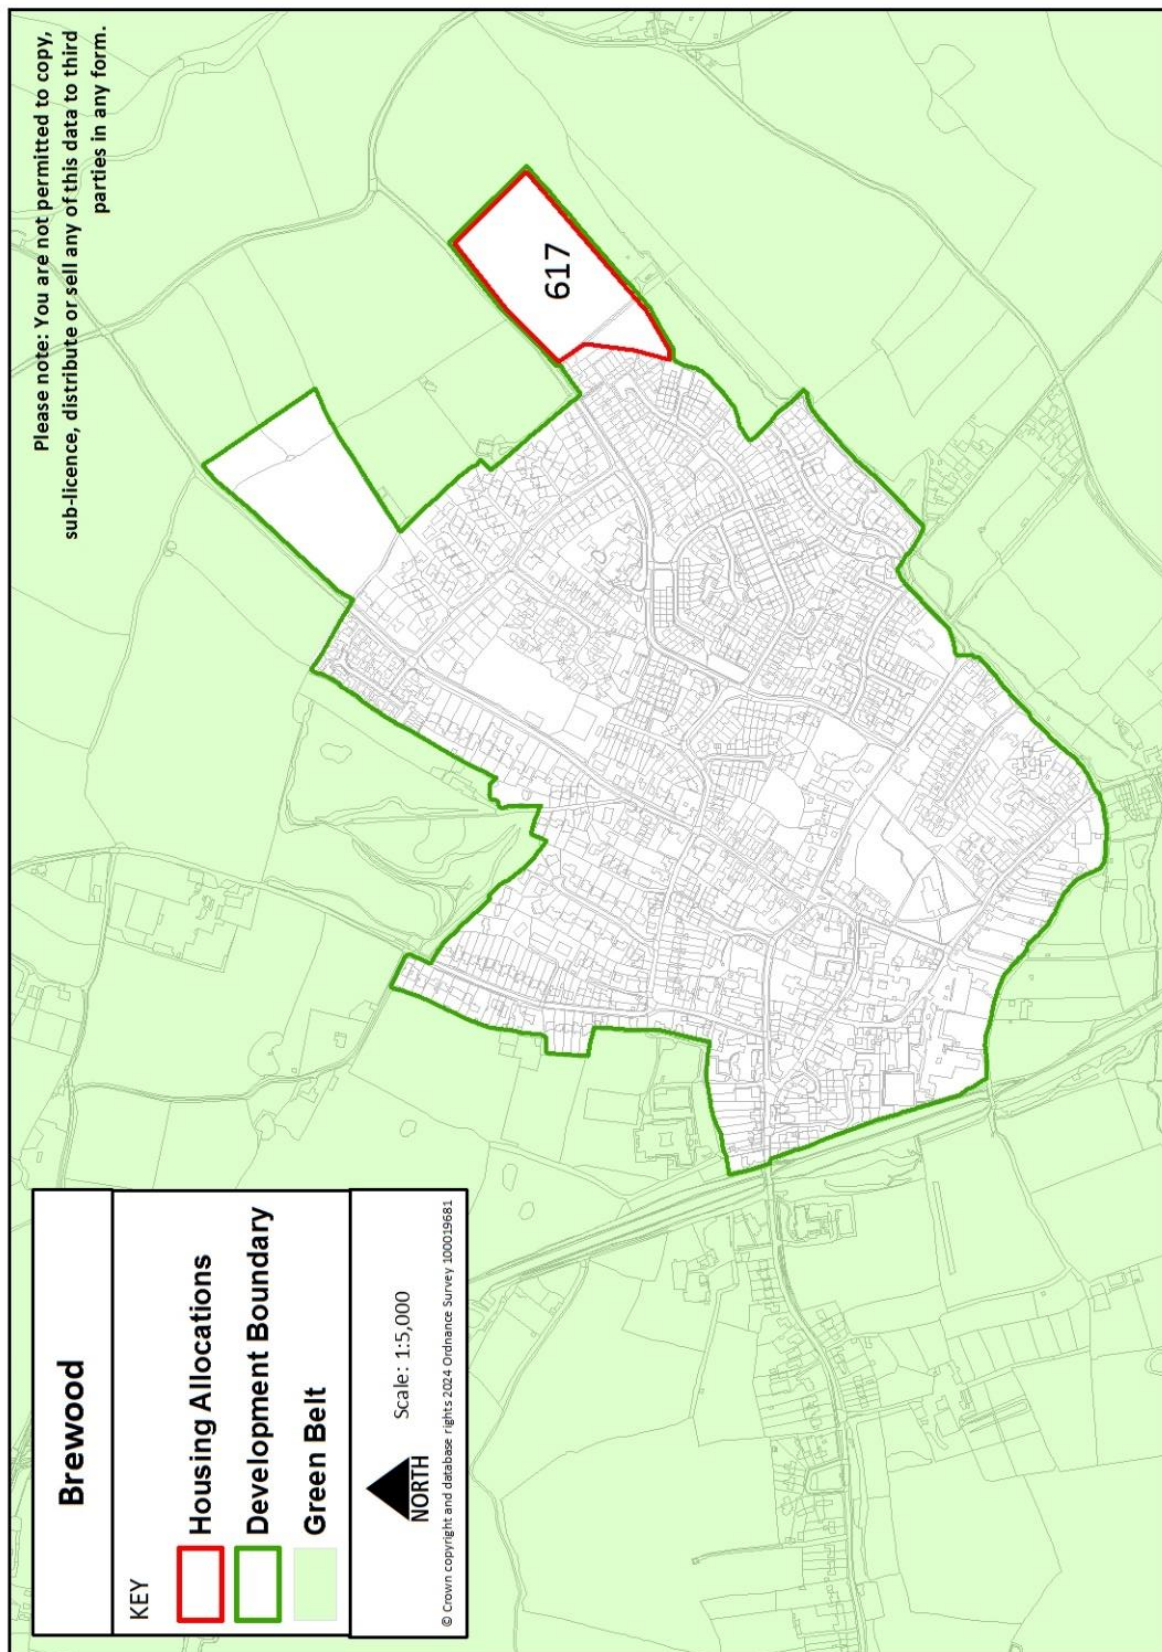 Brewood
KEY
Housing Allocations
Development Boundary
Green Belt
NORTH
Scale: 1:5,000
© Crown copyright and database rights 2024 Ordnance Survey 100019681
Please note: You are not permitted to copy,
sub-licence, distribute or sell any of this data to third
parties in any form.
617